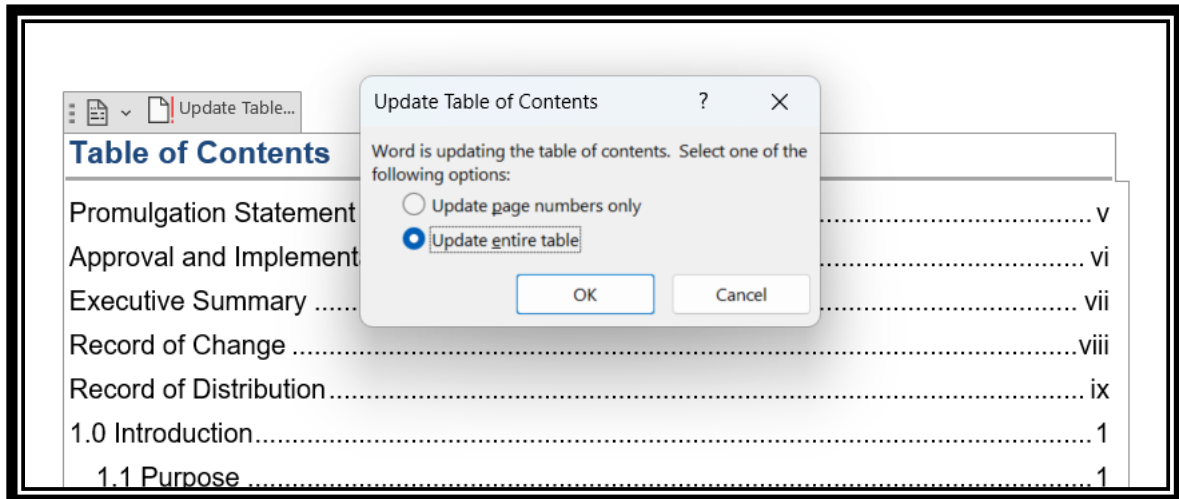 Update Table...
Update Table of Contents ?
Word is updating the table of contents. Select one of the
following options:
Update page numbers only
Update entire table
OK Cancel
Table of Contents
Promulgation Statement ........ v
Approval and Implement ........ vi
Executive Summary ........ vii
Record of Change ........ viii
Record of Distribution ........ ix
1.0 Introduction ........ 1
1.1 Purpose ........ 1